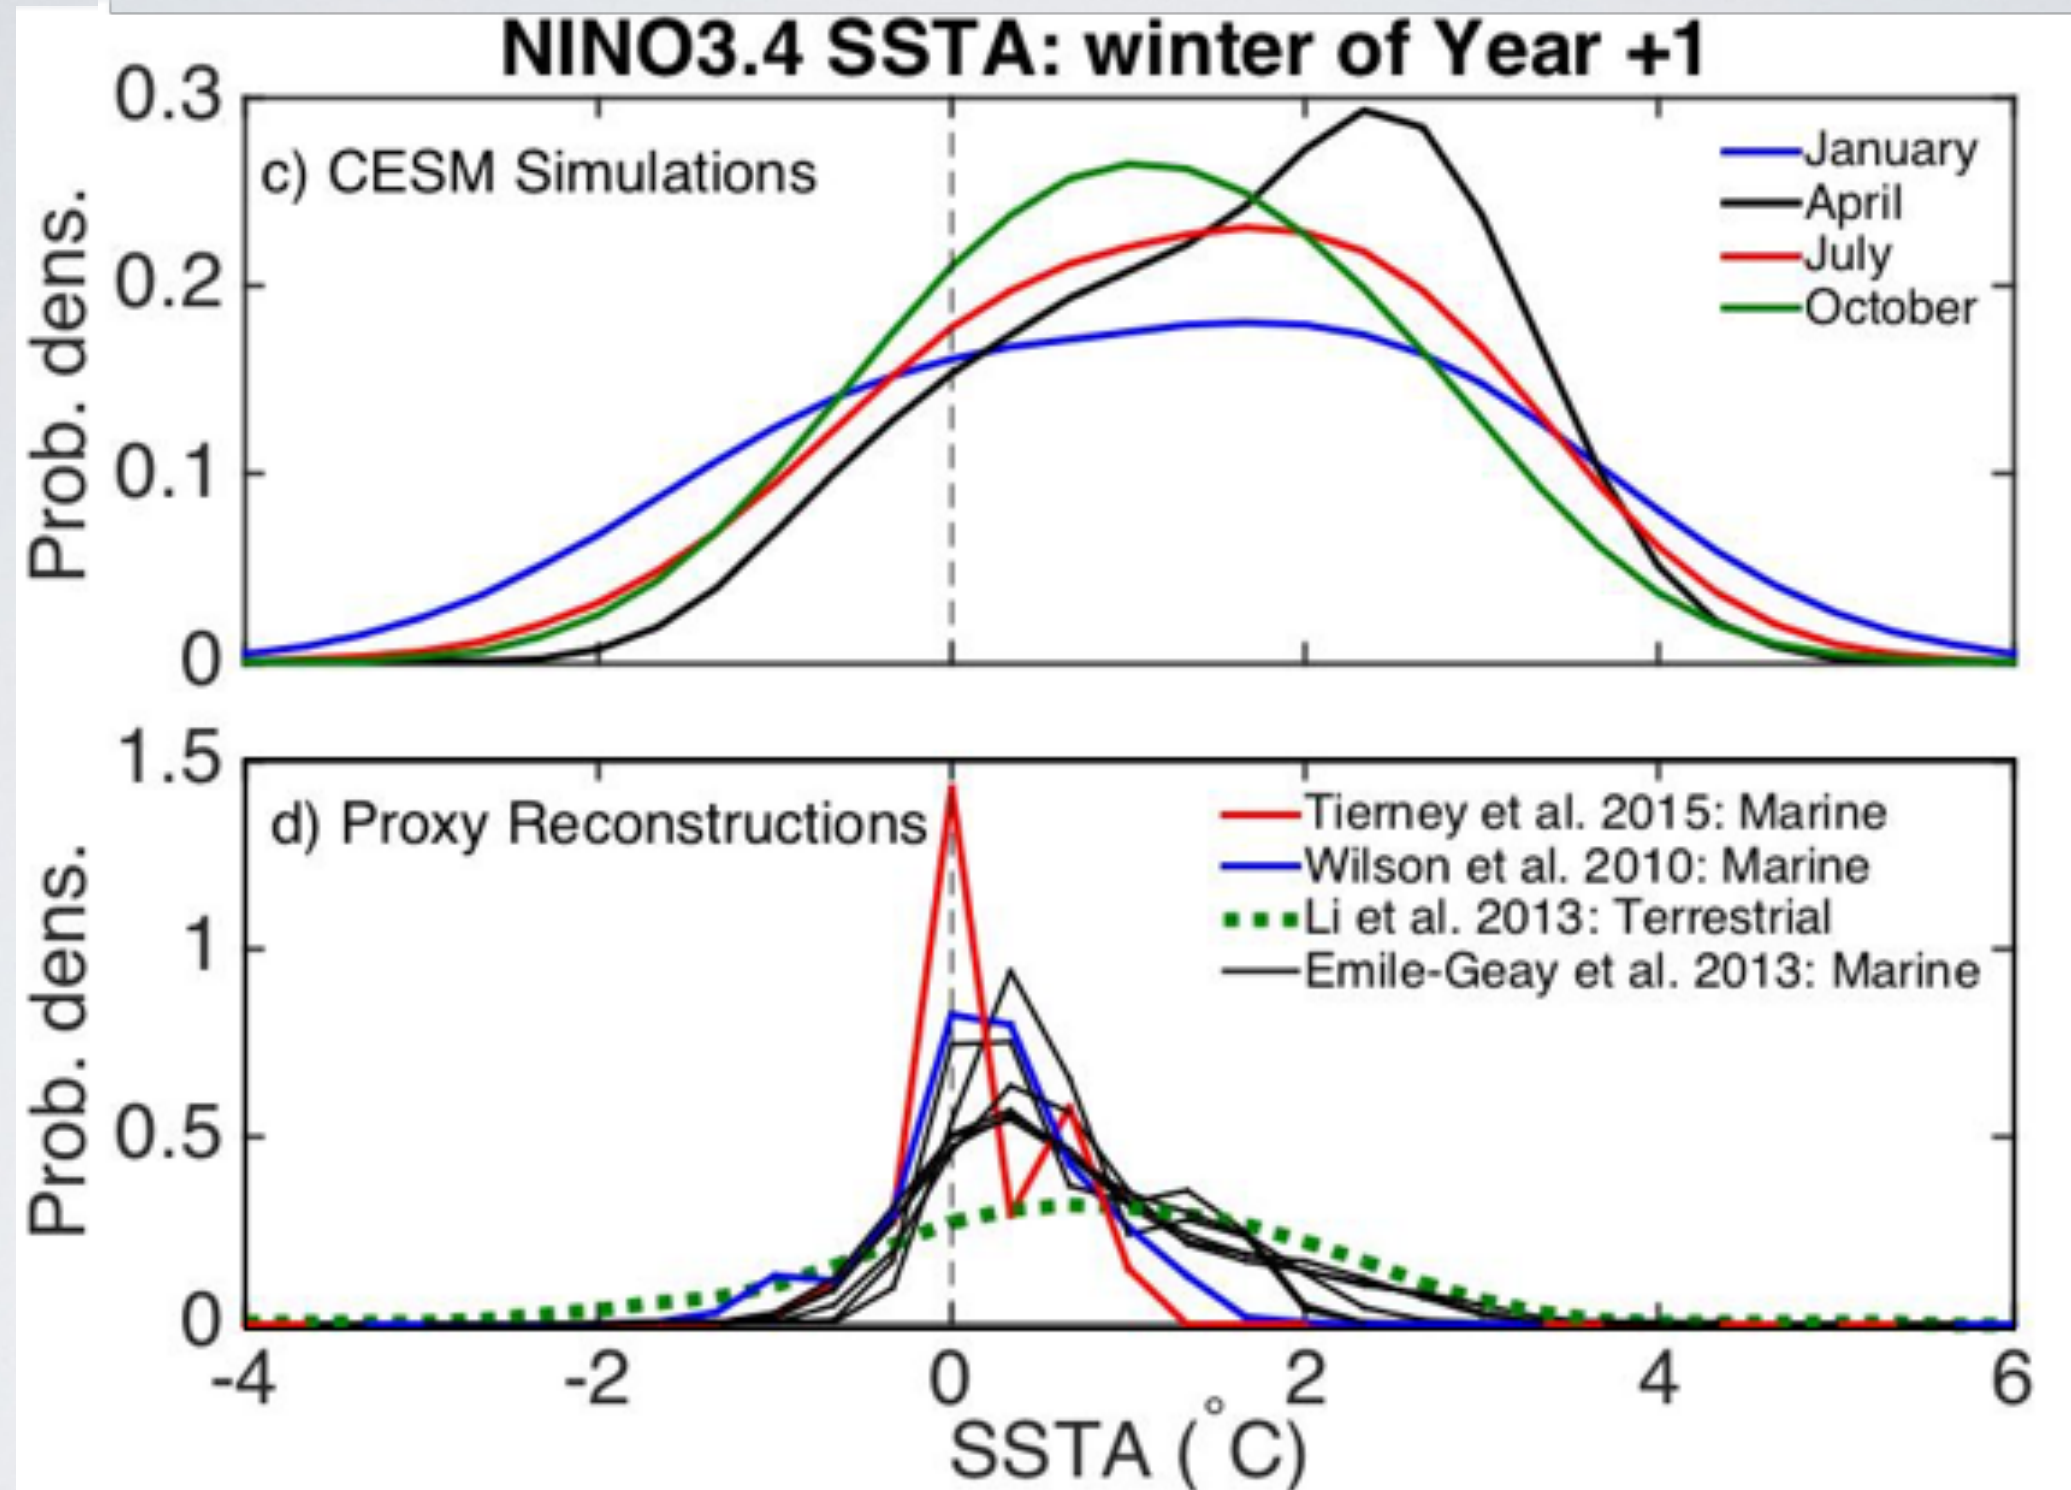 NINO3.4 SSTA: winter of Year +1
0.3
c) CESM Simulations
January
April
July
October
0.2
0.1
0
Prob. dens.
1.5
d) Proxy Reconstructions
Tierney et al. 2015: Marine
Wilson et al. 2010: Marine
Li et al. 2013: Terrestrial
Emile-Geay et al. 2013: Marine
1
0.5
0
Prob. dens.
-4 -2 0 2 4 6
SSTA (°C)